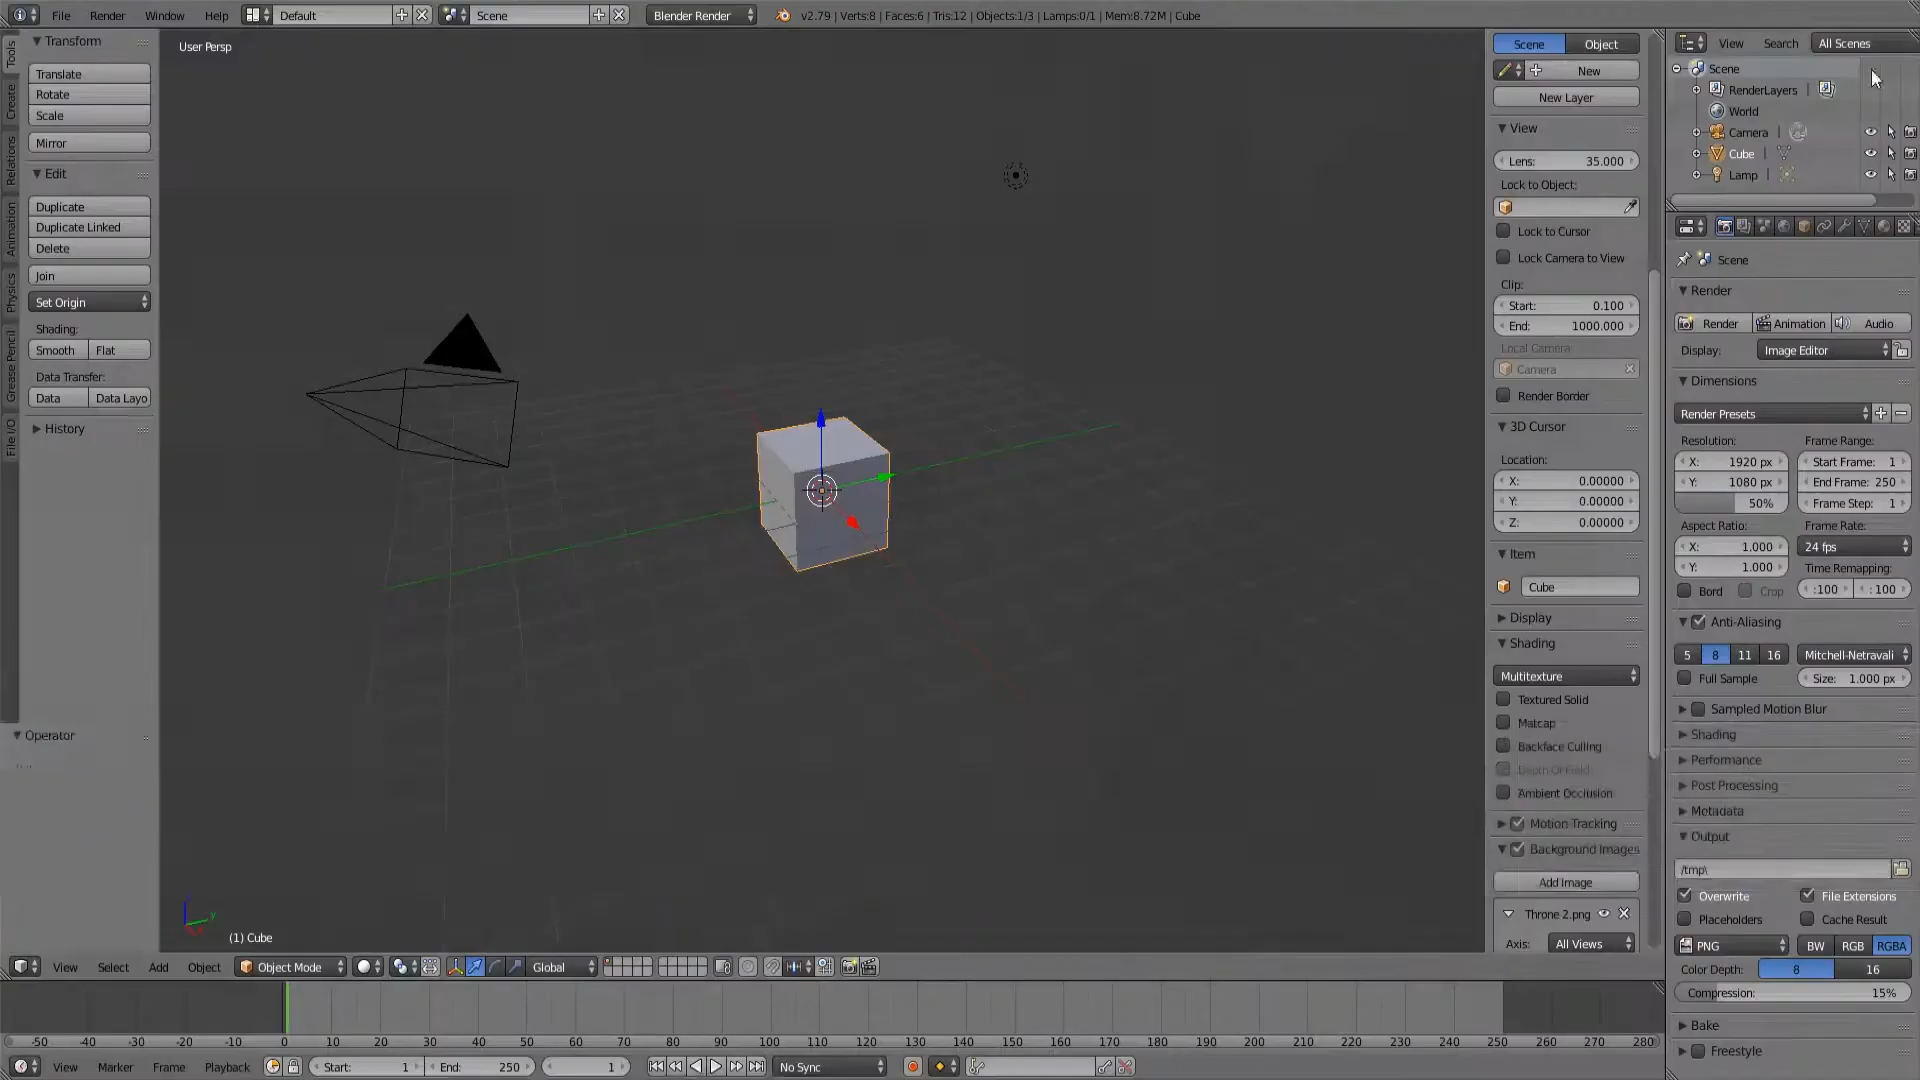 File Render Window Help Default Scene Blender Render v2.79 | Verts:8 | Faces:6 | Tris:12 | Objects:1/3 | Lamps:0/1 | Mem:8.72M | Cube
Tools
Create
Relations
Animation
Physics
Grease Pencil
File I/O
Transform
Translate
Rotate
Scale
Mirror
Edit
Duplicate
Duplicate Linked
Delete
Join
Set Origin
Shading:
Smooth Flat
Data Transfer:
Data Data Layo
History
Operator
User Persp
(1) Cube
Scene Object
New
New Layer
View
Lens: 35.000
Lock to Object:
Lock to Cursor
Lock Camera to View
Clip:
Start: 0.100
End: 1000.000
Local Camera:
Camera
Render Border
3D Cursor
Location:
X: 0.00000
Y: 0.00000
Z: 0.00000
Item
Cube
Display
Shading
Multitexture
Textured Solid
Matcap
Backface Culling
Depth Of Field
Ambient Occlusion
Motion Tracking
Background Images
Add Image
Throne 2.png
Axis: All Views
View Search All Scenes
Scene
RenderLayers |
World
Camera |
Cube |
Lamp |
Scene
Render
Render Animation Audio
Display: Image Editor
Dimensions
Render Presets
Resolution: Frame Range:
X: 1920 px Start Frame: 1
Y: 1080 px End Frame: 250
50% Frame Step: 1
Aspect Ratio: Frame Rate:
X: 1.000 24 fps
Y: 1.000 Time Remapping:
Bord Crop :100 :100
Anti-Aliasing
5 8 11 16 Mitchell-Netravali
Full Sample Size: 1.000 px
Sampled Motion Blur
Shading
Performance
Post Processing
Metadata
Output
/tmp\
Overwrite File Extensions
Placeholders Cache Result
PNG BW RGB RGBA
Color Depth: 8 16
Compression: 15%
Bake
Freestyle
View Select Add Object Object Mode Global
-50 -40 -30 -20 -10 0 10 20 30 40 50 60 70 80 90 100 110 120 130 140 150 160 170 180 190 200 210 220 230 240 250 260 270 280
View Marker Frame Playback Start: 1 End: 250 1 No Sync